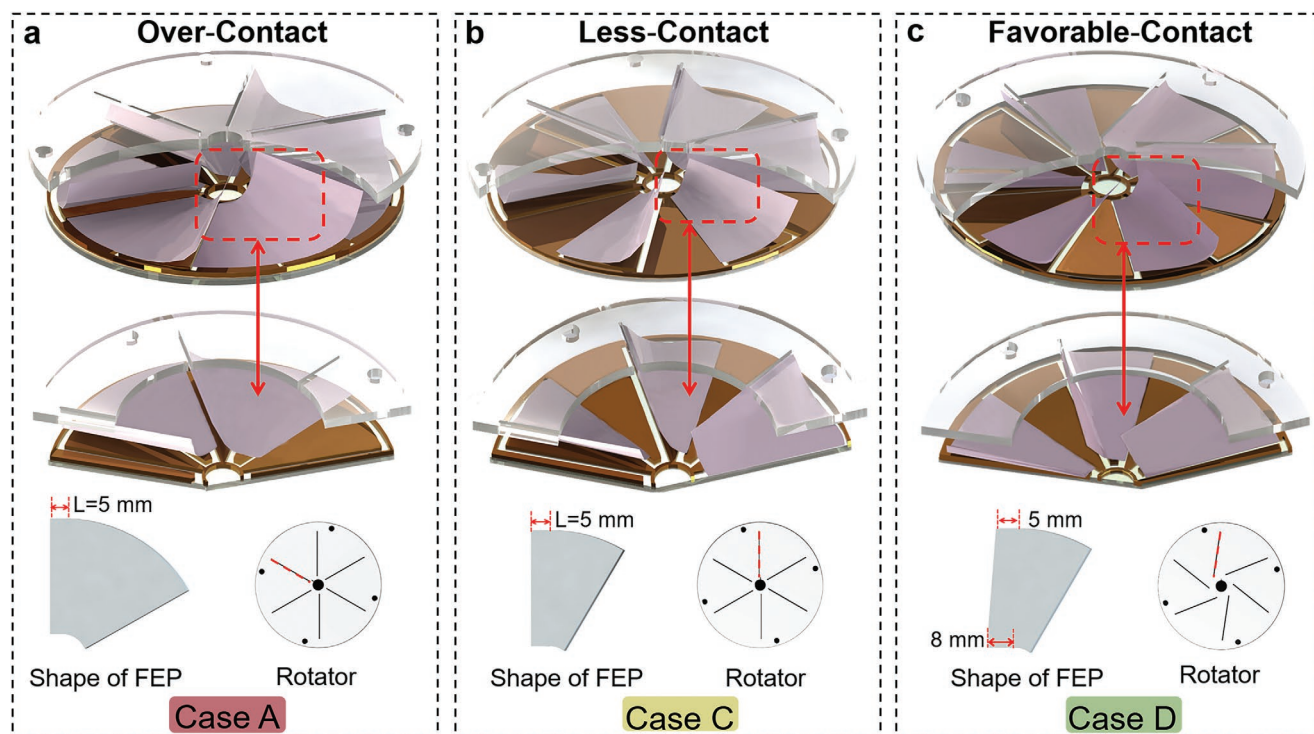 a Over-Contact
L=5 mm
Shape of FEP Rotator
Case A
b Less-Contact
L=5 mm
Shape of FEP Rotator
Case C
c Favorable-Contact
5 mm
8 mm
Shape of FEP Rotator
Case D